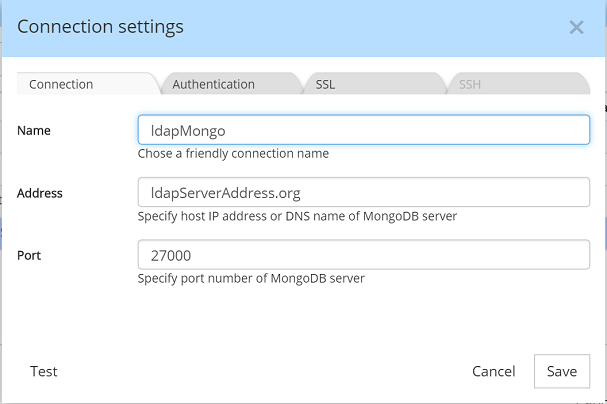 Connection settings
Connection Authentication SSL SSH
Name ldapMongo
Chose a friendly connection name
Address ldapServerAddress.org
Specify host IP address or DNS name of MongoDB server
Port 27000
Specify port number of MongoDB server
Test Cancel Save